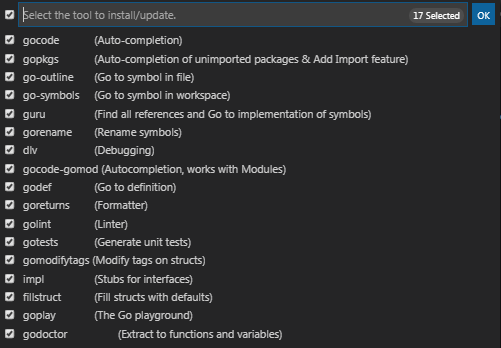 Select the tool to install/update.
17 Selected
OK
gocode (Auto-completion)
gopkgs (Auto-completion of unimported packages & Add Import feature)
go-outline (Go to symbol in file)
go-symbols (Go to symbol in workspace)
guru (Find all references and Go to implementation of symbols)
gorename (Rename symbols)
dlv (Debugging)
gocode-gomod (Autocompletion, works with Modules)
godef (Go to definition)
goreturns (Formatter)
golint (Linter)
gotests (Generate unit tests)
gomodifytags (Modify tags on structs)
impl (Stubs for interfaces)
fillstruct (Fill structs with defaults)
goplay (The Go playground)
godoctor (Extract to functions and variables)